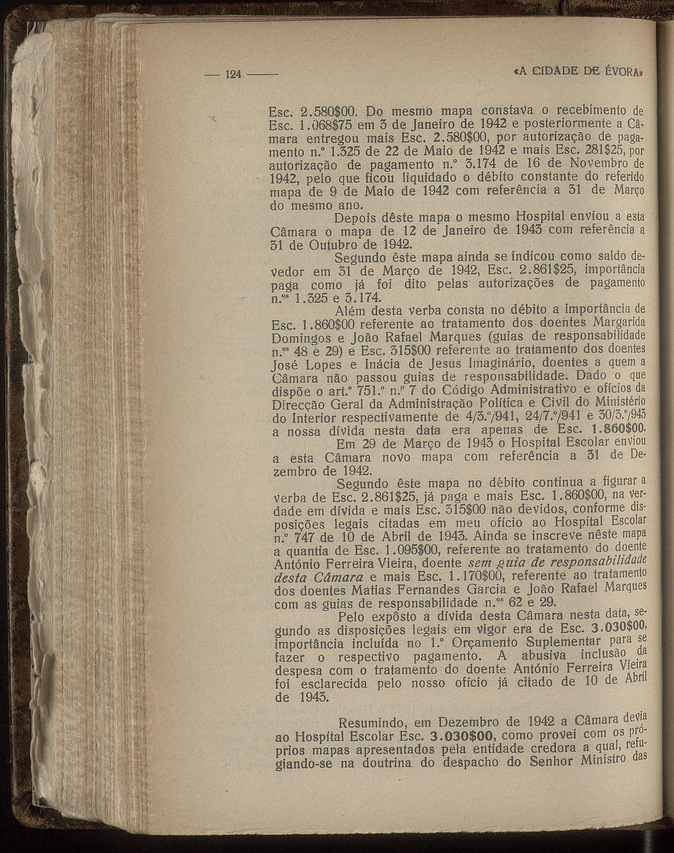 — 124 —— «A CIDADE DE ÉVORA»
Esc. 2.580$00. Do mesmo mapa constava o recebimento de
Esc. 1.068$75 em 3 de Janeiro de 1942 e posteriormente a Câ-
mara entregou mais Esc. 2.580$00, por autorização de paga-
mento n.º 1.325 de 22 de Maio de 1942 e mais Esc. 281$25, por
autorização de pagamento n.º 3.174 de 16 de Novembro de
1942, pelo que ficou liquidado o débito constante do referido
mapa de 9 de Maio de 1942 com referência a 31 de Março
do mesmo ano.
Depois dêste mapa o mesmo Hospital enviou a esta
Câmara o mapa de 12 de Janeiro de 1943 com referência a
31 de Outubro de 1942.
Segundo êste mapa ainda se indicou como saldo de-
vedor em 31 de Março de 1942, Esc. 2.861$25, importância
paga como já foi dito pelas autorizações de pagamento
n.ºs 1.325 e 3.174.
Além desta verba consta no débito a importância de
Esc. 1.860$00 referente ao tratamento dos doentes Margarida
Domingos e João Rafael Marques (guias de responsabilidade
n.ºs 48 e 29) e Esc. 315$00 referente ao tratamento dos doentes
José Lopes e Inácia de Jesus Imaginário, doentes a quem a
Câmara não passou guias de responsabilidade. Dado o que
dispõe o art.º 751.º n.º 7 do Código Administrativo e ofícios da
Direcção Geral da Administração Política e Civil do Ministério
do Interior respectivamente de 4/3.º/941, 24/7.º/941 e 30/3.º/943
a nossa dívida nesta data era apenas de Esc. 1.860$00.
Em 29 de Março de 1943 o Hospital Escolar enviou
a esta Câmara novo mapa com referência a 31 de De-
zembro de 1942.
Segundo êste mapa no débito continua a figurar a
verba de Esc. 2.861$25, já paga e mais Esc. 1.860$00, na ver-
dade em dívida e mais Esc. 315$00 não devidos, conforme dis-
posições legais citadas em meu ofício ao Hospital Escolar
n.º 747 de 10 de Abril de 1943. Ainda se inscreve nêste mapa
a quantia de Esc. 1.095$00, referente ao tratamento do doente
António Ferreira Vieira, doente sem guia de responsabilidade
desta Câmara e mais Esc. 1.170$00, referente ao tratamento
dos doentes Matias Fernandes Garcia e João Rafael Marques
com as guias de responsabilidade n.ºs 62 e 29.
Pelo expôsto a dívida desta Câmara nesta data, se-
gundo as disposições legais em vigor era de Esc. 3.030$00,
importância incluída no 1.º Orçamento Suplementar para se
fazer o respectivo pagamento. A abusiva inclusão da
despesa com o tratamento do doente António Ferreira Vieira
foi esclarecida pelo nosso ofício já citado de 10 de Abril
de 1943.
Resumindo, em Dezembro de 1942 a Câmara devia
ao Hospital Escolar Esc. 3.030$00, como provei com os pró-
prios mapas apresentados pela entidade credora a qual, refu-
giando-se na doutrina do despacho do Senhor Ministro das